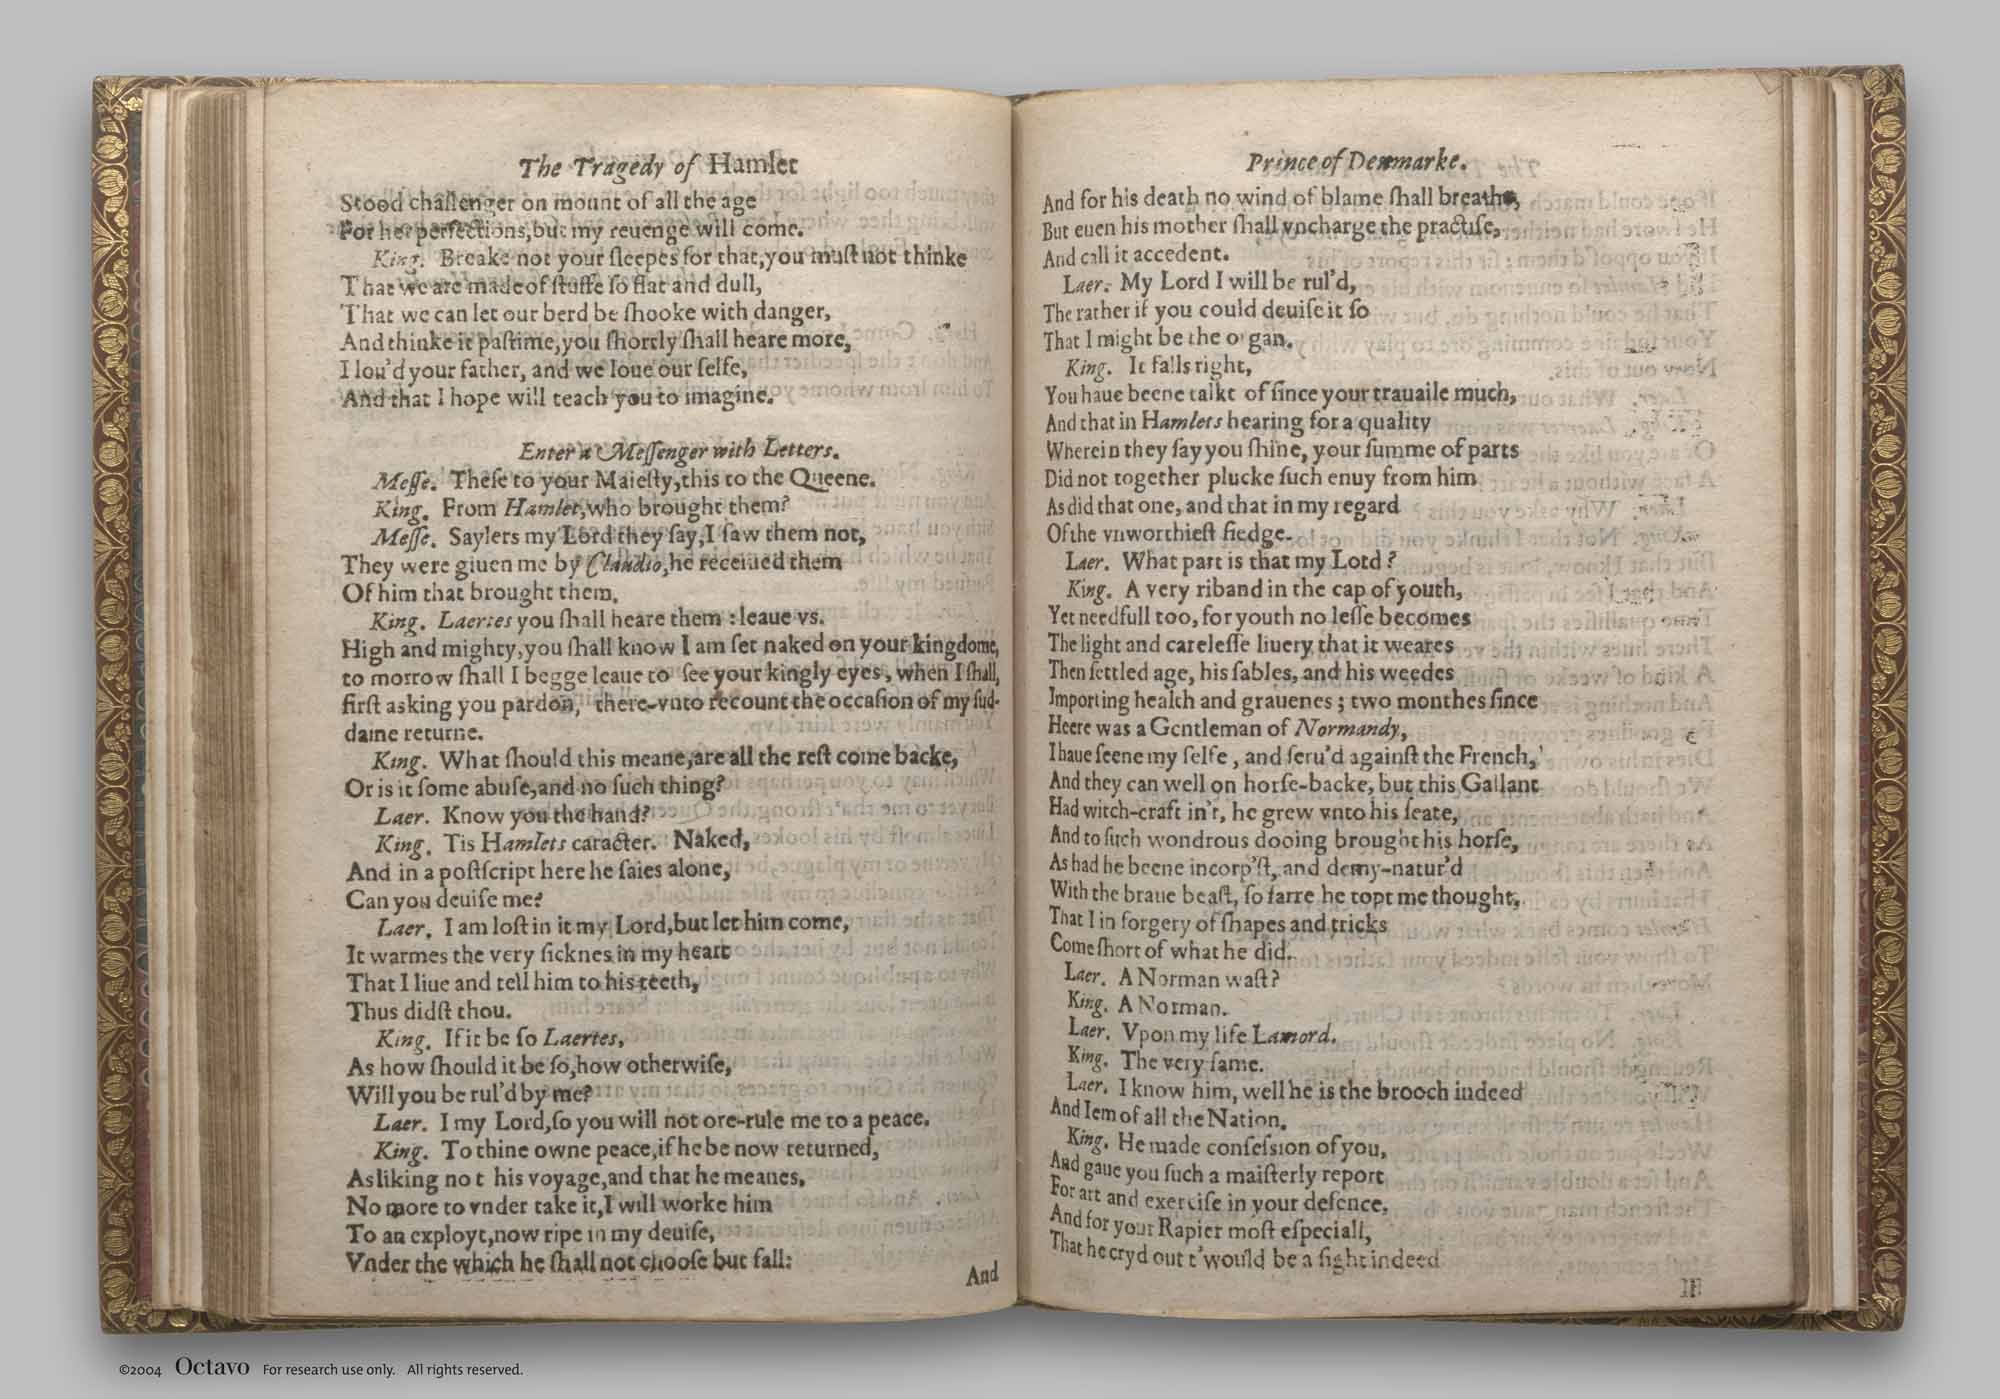 The Tragedy of Hamlet
Stood challenger on mount of all the age
For her perfections,but my reuenge will come.
King. Breake not your sleepes for that,you must not thinke
That we are made of stuffe so flat and dull,
That we can let our berd be shooke with danger,
And thinke it pastime,you shortly shall heare more,
I lou'd your father, and we loue our selfe,
And that I hope will teach you to imagine.
Enter a Messenger with Letters.
Messe. These to your Maiesty,this to the Queene.
King. From Hamlet,who brought them?
Messe. Saylers my Lord they say,I saw them not,
They were giuen me by Claudio,he receiued them
Of him that brought them.
King. Laertes you shall heare them : leaue vs.
High and mighty,you shall know I am set naked on your kingdome,
to morrow shall I begge leaue to see your kingly eyes, when I shall,
first asking you pardon, there-vnto recount the occasion of my sud-
daine returne.
King. What should this meane,are all the rest come backe,
Or is it some abuse,and no such thing?
Laer. Know you the hand?
King. Tis Hamlets caracter. Naked,
And in a postscript here he saies alone,
Can you deuise me?
Laer. I am lost in it my Lord,but let him come,
It warmes the very sicknes in my heart
That I liue and tell him to his teeth,
Thus didst thou.
King. If it be so Laertes,
As how should it be so,how otherwise,
Will you be rul'd by me?
Laer. I my Lord,so you will not ore-rule me to a peace.
King. To thine owne peace,if he be now returned,
As liking not his voyage,and that he meanes,
No more to vnder take it,I will worke him
To an exployt,now ripe in my deuise,
Vnder the which he shall not choose but fall:
And
Prince of Denmarke.
And for his death no wind of blame shall breathe,
But euen his mother shall vncharge the practise,
And call it accedent.
Laer. My Lord I will be rul'd,
The rather if you could deuise it so
That I might be the o gan.
King. It falls right,
You haue beene talkt of since your trauaile much,
And that in Hamlets hearing for a quality
Wherein they say you shine, your summe of parts
Did not together plucke such enuy from him
As did that one, and that in my regard
Of the vnworthiest siedge.
Laer. What part is that my Lord ?
King. A very riband in the cap of youth,
Yet needfull too, for youth no lesse becomes
The light and carelesse liuery that it weares
Then settled age, his sables, and his weedes
Importing health and grauenes ; two monthes since
Heere was a Gentleman of Normandy,
I haue seene my selfe , and seru'd against the French,
And they can well on horse-backe, but this Gallant
Had witch-craft in't, he grew vnto his seate,
And to such wondrous dooing brought his horse,
As had he beene incorp'st, and demy-natur'd
With the braue beast, so farre he topt me thought,
That I in forgery of shapes and tricks
Come short of what he did.
Laer. A Norman wast?
King. A Norman.
Laer. Vpon my life Lamord.
King. The very same.
Laer. I know him, well he is the brooch indeed
And Iem of all the Nation.
King. He made confession of you,
And gaue you such a maisterly report
For art and exercise in your defence,
And for your Rapier most especiall,
That he cryd out t'would be a sight indeed
If
©2004 Octavo For research use only. All rights reserved.